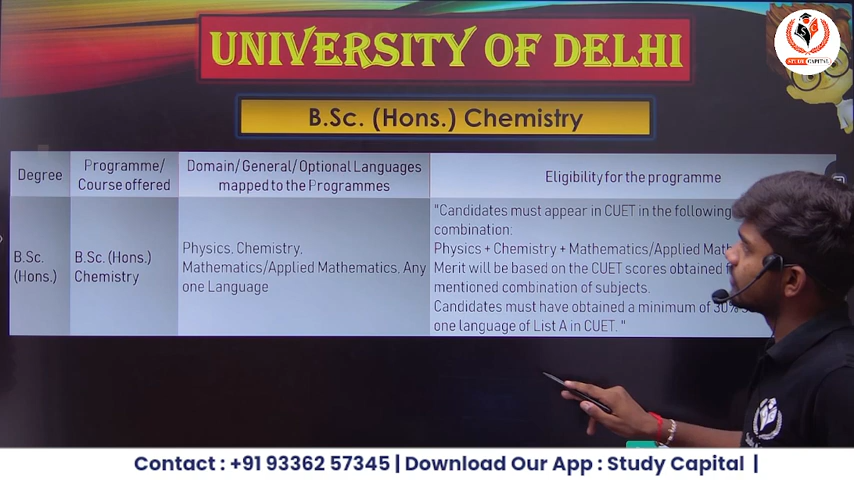 UNIVERSITY OF DELHI
STUDY CAPITAL
B.Sc. (Hons.) Chemistry
Degree
Programme/
Course offered
Domain/ General/ Optional Languages
mapped to the Programmes
Eligibility for the programme
B.Sc.
(Hons.)
B.Sc. (Hons.)
Chemistry
Physics, Chemistry,
Mathematics/Applied Mathematics, Any
one Language
"Candidates must appear in CUET in the following
combination:
Physics + Chemistry + Mathematics/Applied
Merit will be based on the CUET scores obtained
mentioned combination of subjects.
Candidates must have obtained a minimum of 30%
one language of List A in CUET. "
Contact : +91 93362 57345 | Download Our App : Study Capital |